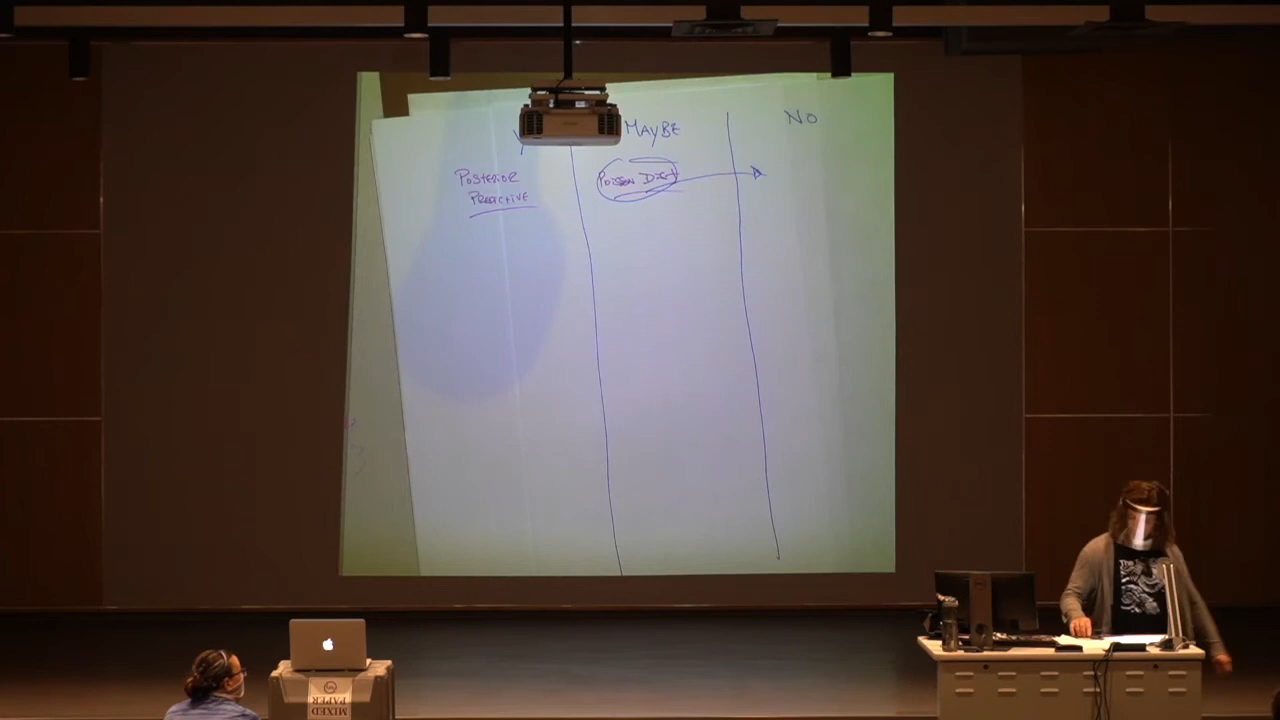 MAYBE
NO
POSTERIOR
PREDICTIVE
POISSON DIST
MIXED
PAPER